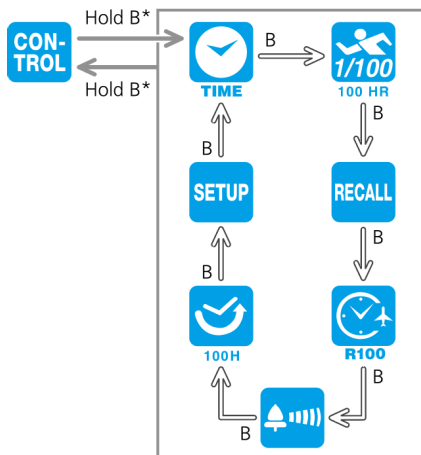 Hold B*
CON-
TROL
Hold B*
TIME
B
1/100
100 HR
B
RECALL
B
R100
B
B
100H
B
SETUP
B